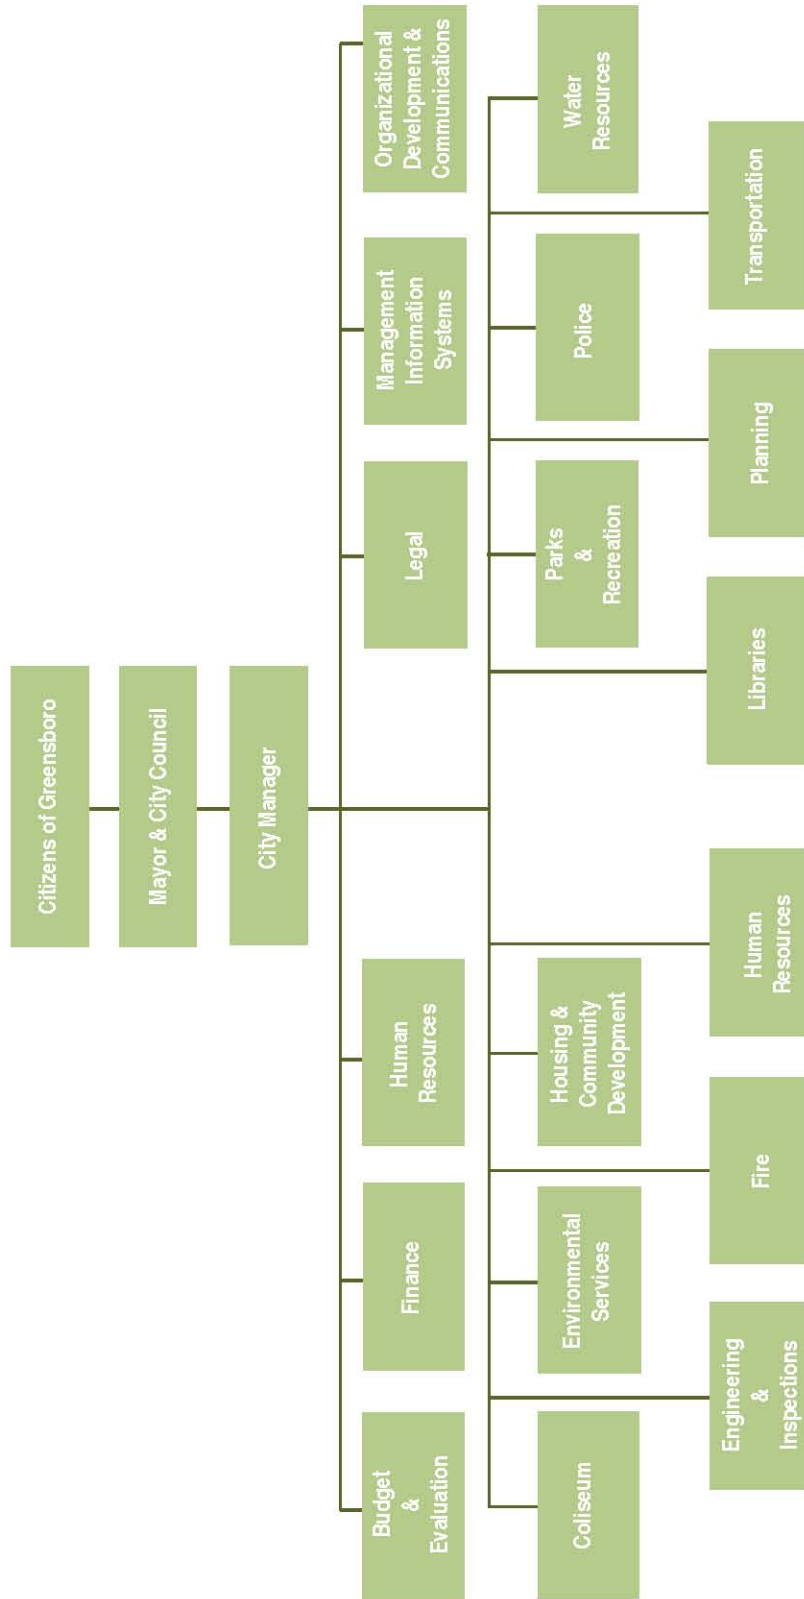 Citizens of Greensboro
Mayor & City Council
City Manager
Budget
&
Evaluation
Finance
Human
Resources
Legal
Management
Information
Systems
Organizational
Development &
Communications
Coliseum
Environmental
Services
Housing &
Community
Development
Parks
&
Recreation
Police
Water
Resources
Engineering
&
Inspections
Fire
Human
Resources
Libraries
Planning
Transportation